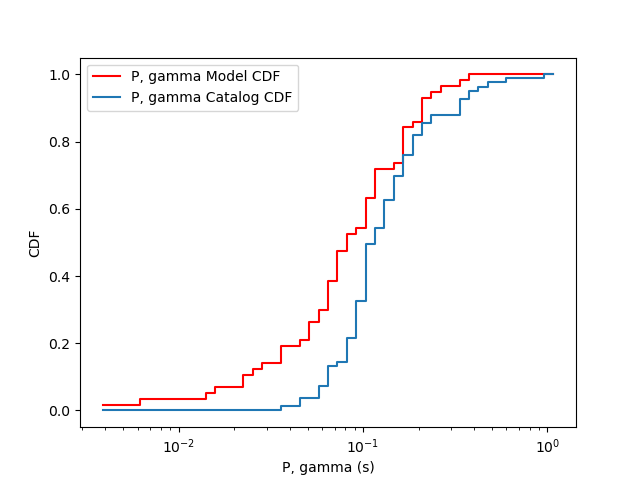 P, gamma Model CDF
P, gamma Catalog CDF
1.0
0.8
0.6
0.4
0.2
0.0
CDF
10⁻² 10⁻¹ 10⁰
P, gamma (s)